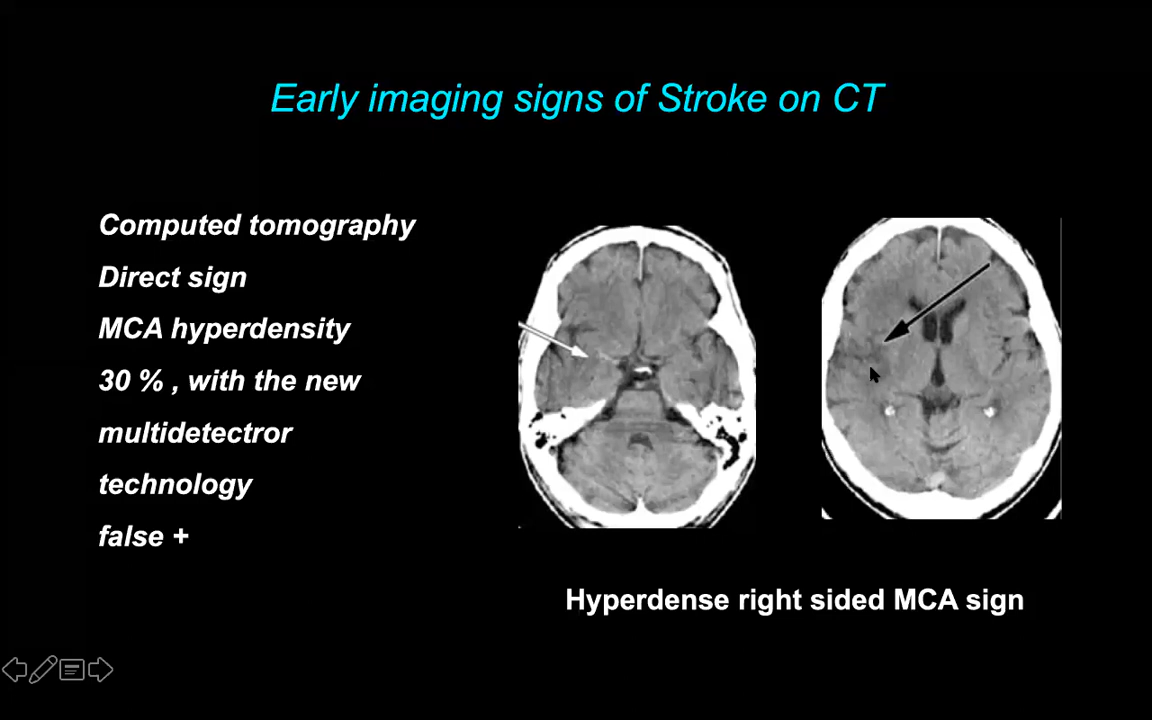 Early imaging signs of Stroke on CT
Computed tomography
Direct sign
MCA hyperdensity
30 % , with the new
multidetectror
technology
false +
Hyperdense right sided MCA sign